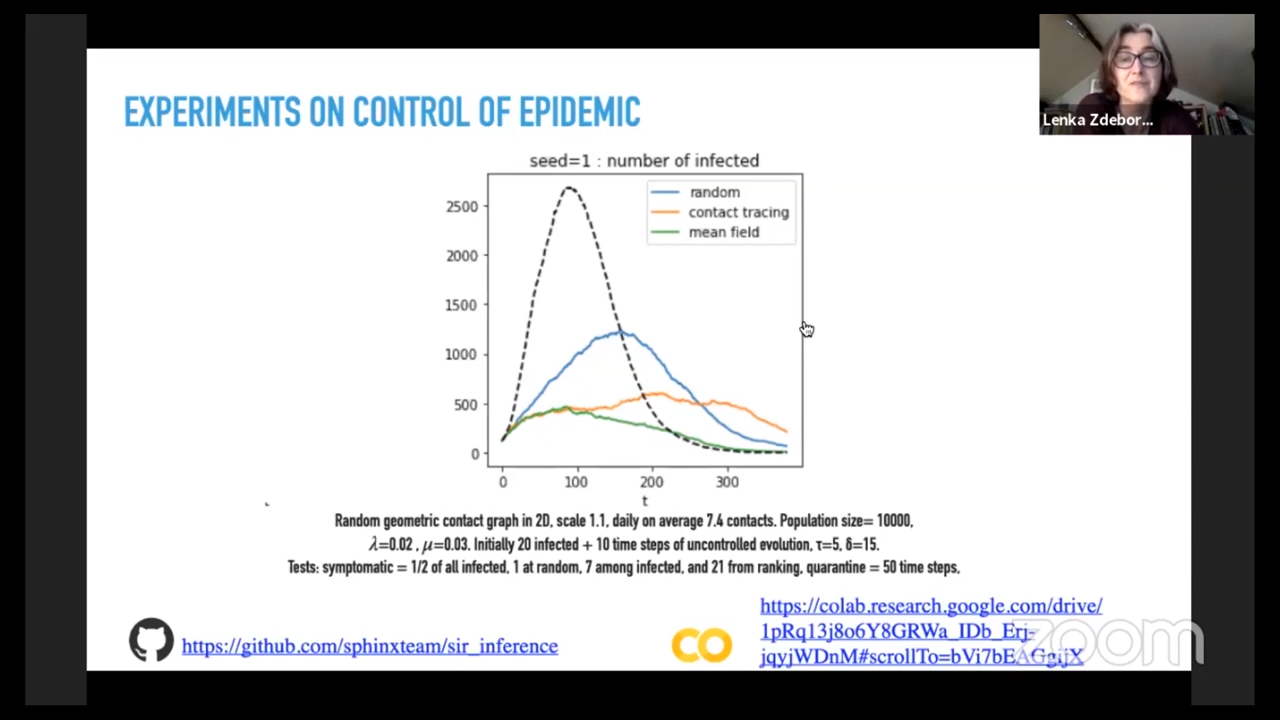 Lenka Zdebor...
EXPERIMENTS ON CONTROL OF EPIDEMIC
seed=1 : number of infected
random
contact tracing
mean field
2500
2000
1500
1000
500
0
0 100 200 300
t
Random geometric contact graph in 2D, scale 1.1, daily on average 7.4 contacts. Population size= 10000,
λ=0.02 , μ=0.03. Initially 20 infected + 10 time steps of uncontrolled evolution, τ=5, δ=15.
Tests: symptomatic = 1/2 of all infected, 1 at random, 7 among infected, and 21 from ranking, quarantine = 50 time steps,
https://github.com/sphinxteam/sir_inference
https://colab.research.google.com/drive/
1pRq13j8o6Y8GRWa_IDb_Erj-
jqyjWDnM#scrollTo=bVi7bEAGgijX
zoom